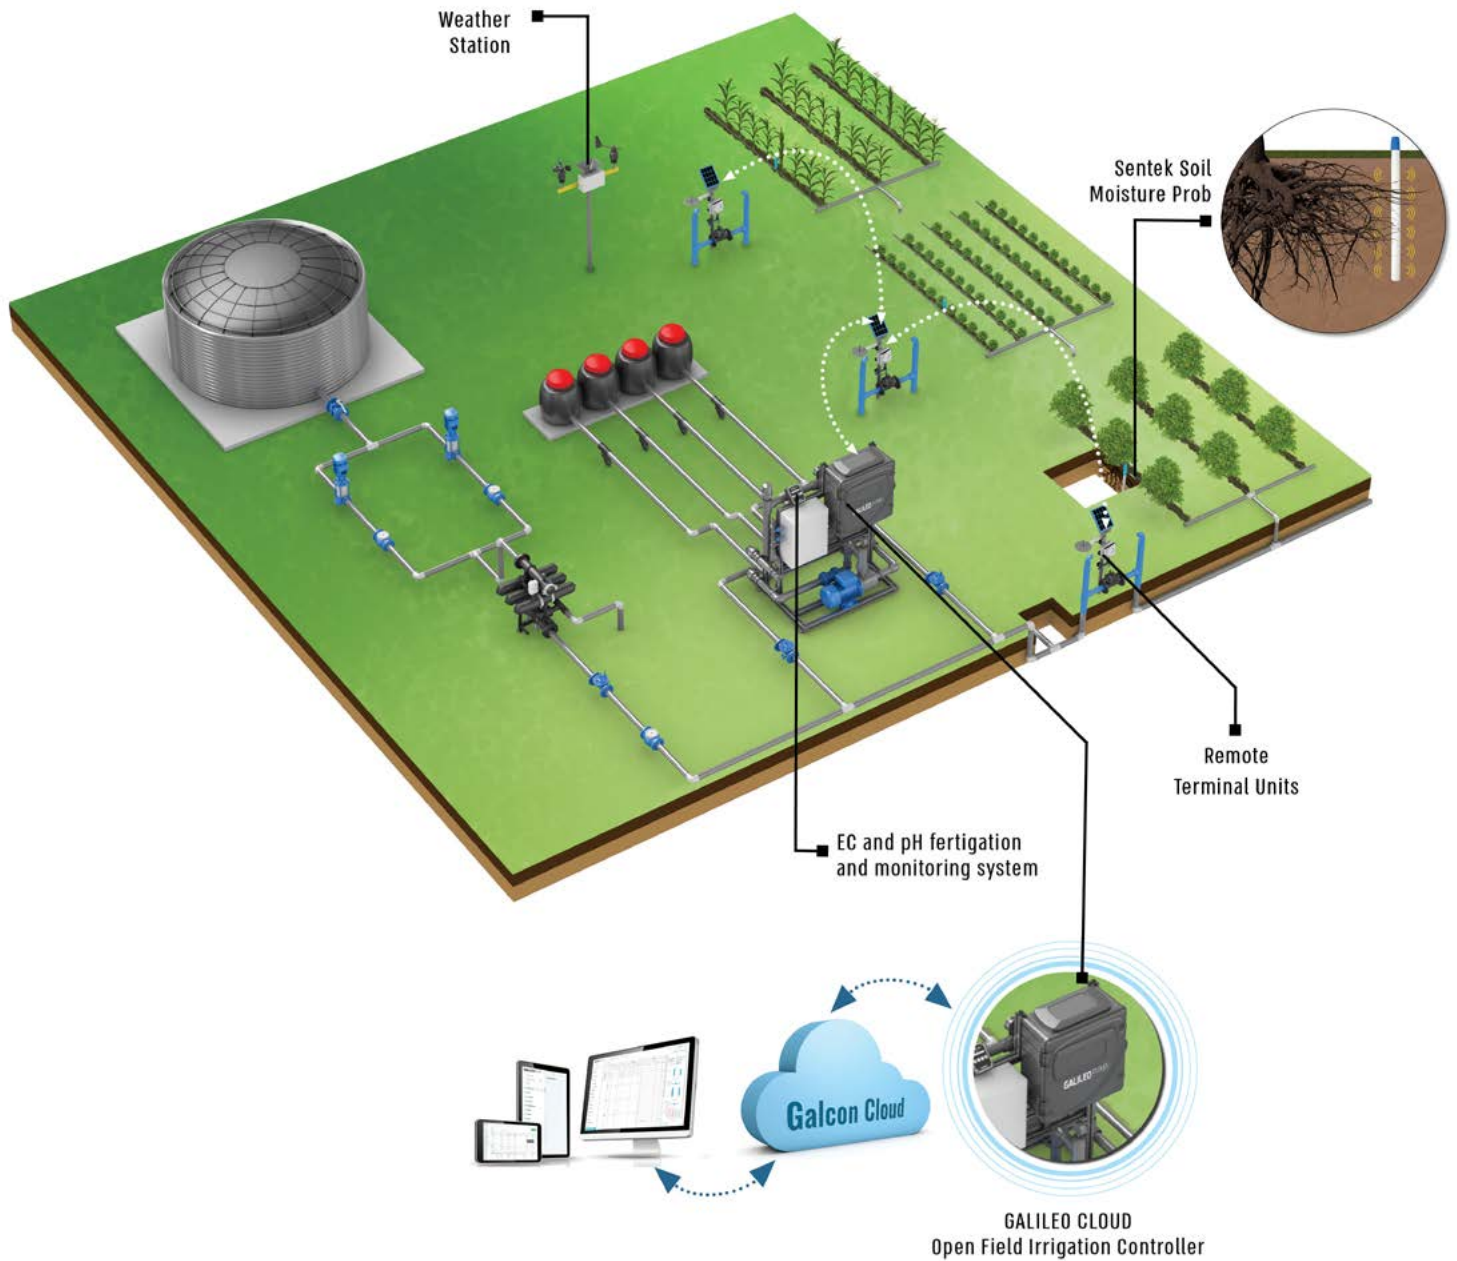 Weather
Station
Sentek Soil
Moisture Prob
Remote
Terminal Units
EC and pH fertigation
and monitoring system
Galcon Cloud
GALILEO
GALILEO CLOUD
Open Field Irrigation Controller